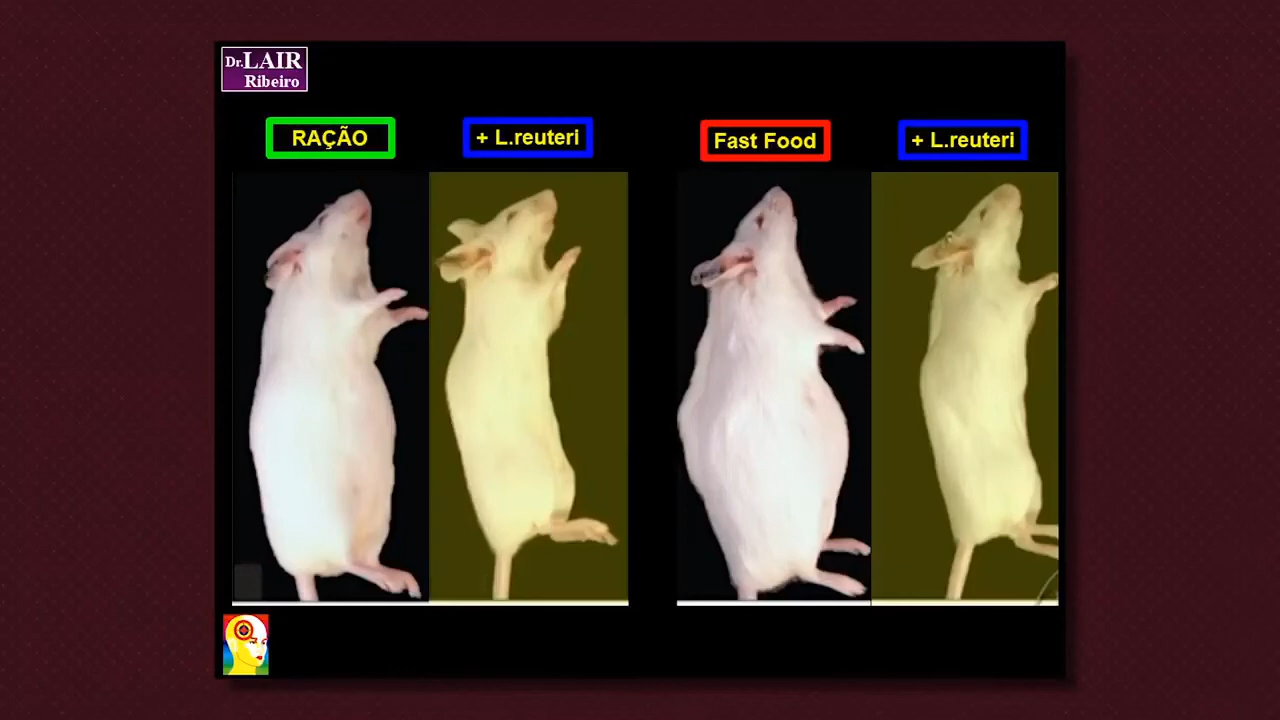 Dr.LAIR
Ribeiro
RAÇÃO
+ L.reuteri
Fast Food
+ L.reuteri